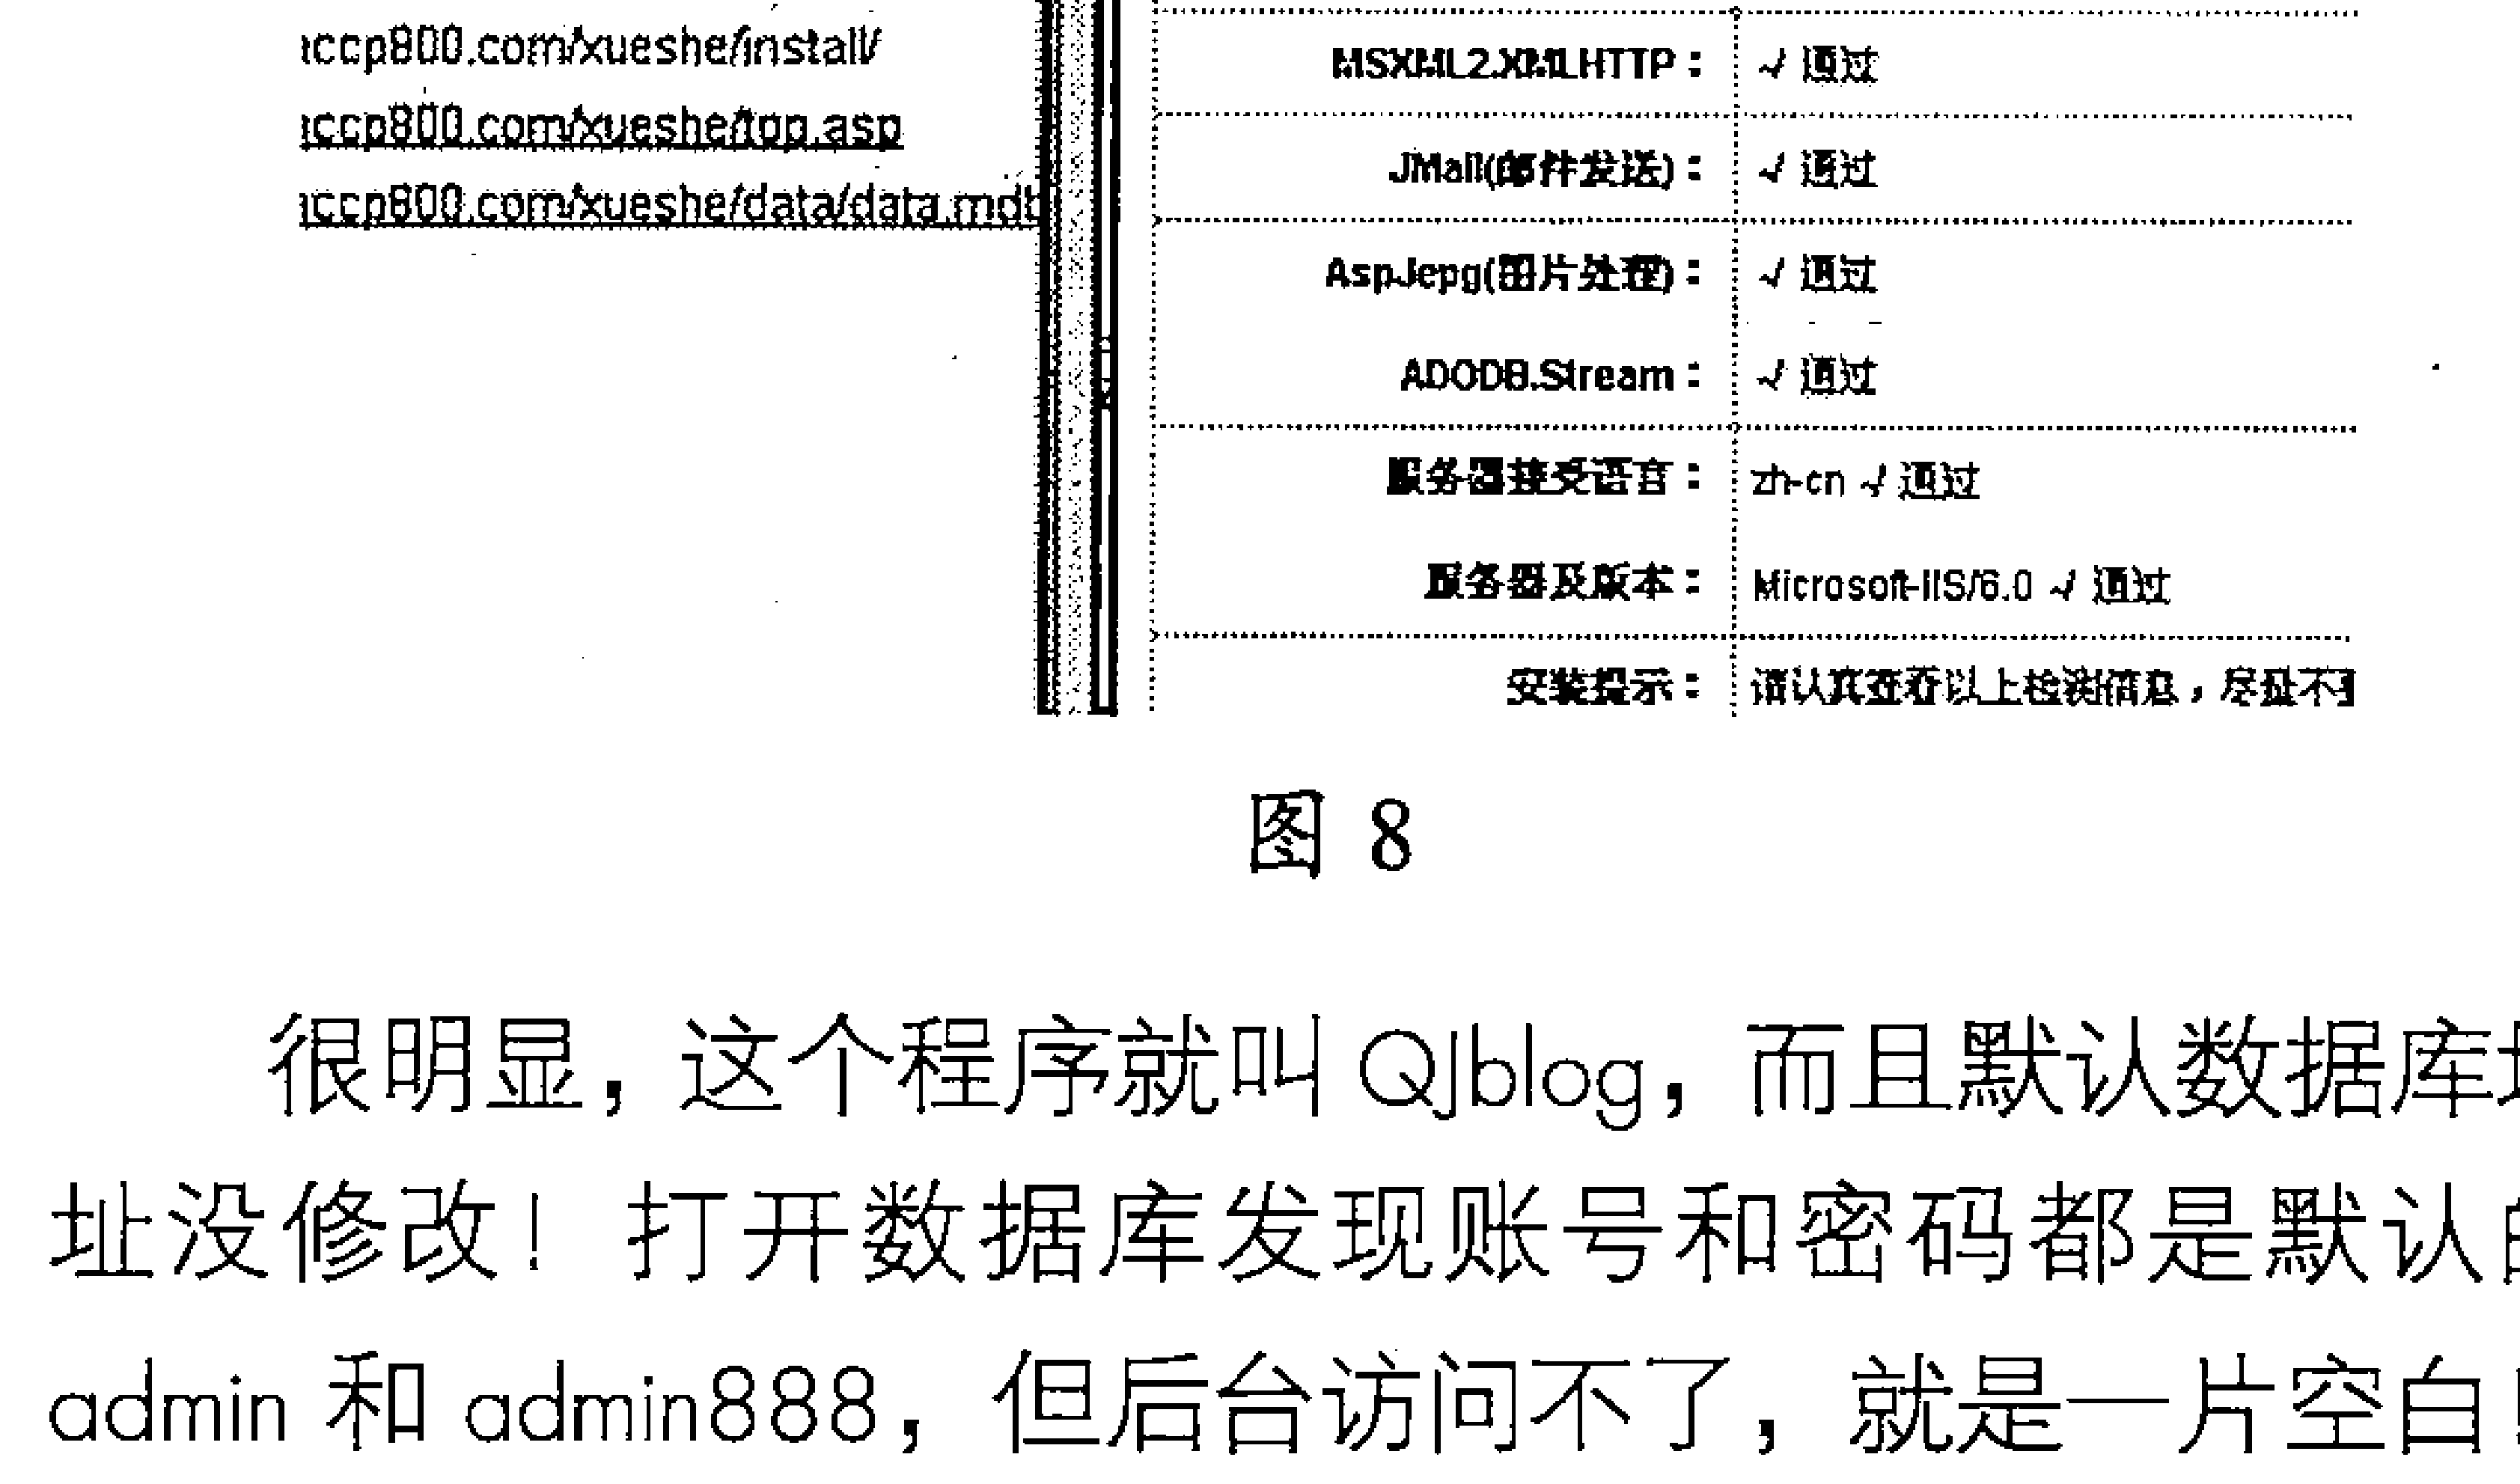 ccp800.com/xueshe/install/
ccp800.com/xueshe/top.asp
ccp800.com/xueshe/data/data.mdb
MSXML2.XMLHTTP： √ 通过
JMail(邮件发送)： √ 通过
AspJepg(图片处理)： √ 通过
ADODB.Stream： √ 通过
服务器接受语言： zh-cn √ 通过
服务器及版本： Microsoft-IIS/6.0 √ 通过
安装提示： 请认真查看以上检测信息，尽量不
图 8
很明显，这个程序就叫 QJblog，而且默认数据库地
址没修改！打开数据库发现账号和密码都是默认的
admin 和 admin888，但后台访问不了，就是一片空白！